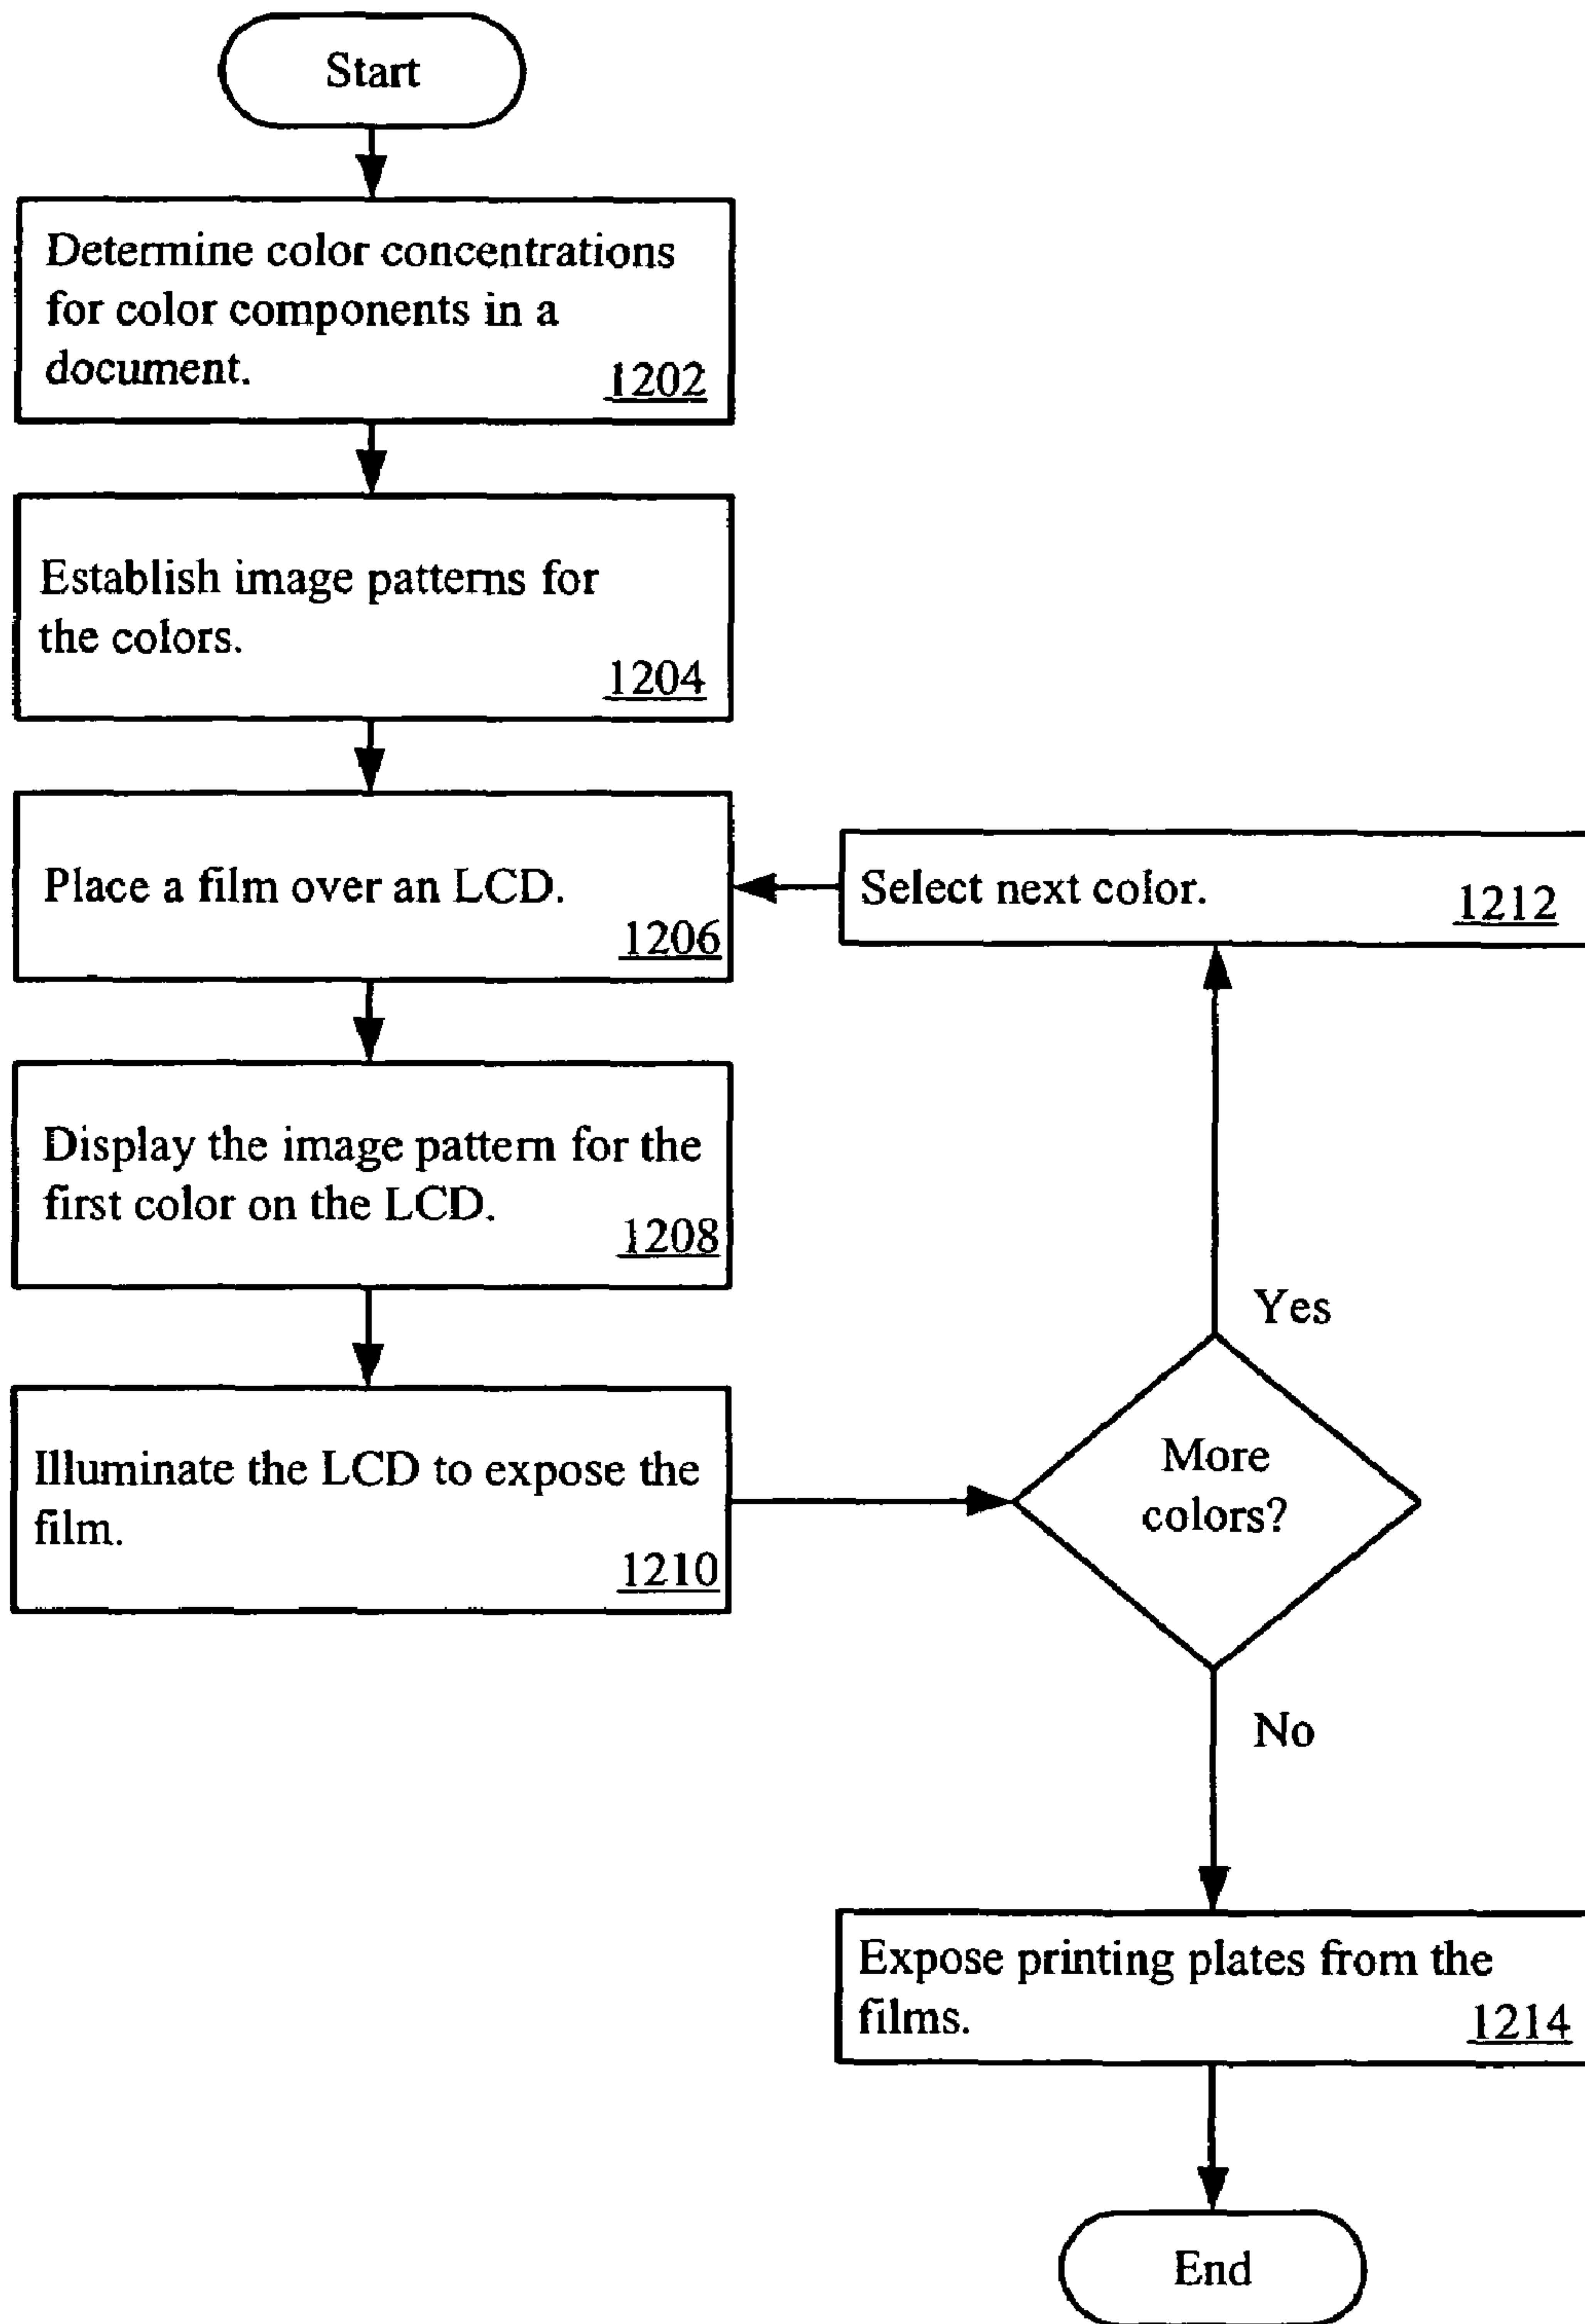 Start
Determine color concentrations
for color components in a
document.
1202
Establish image patterns for
the colors.
1204
Place a film over an LCD.
1206
Select next color.
1212
Display the image pattern for the
first color on the LCD.
1208
Yes
Illuminate the LCD to expose the
film.
1210
More
colors?
No
Expose printing plates from the
films.
1214
End